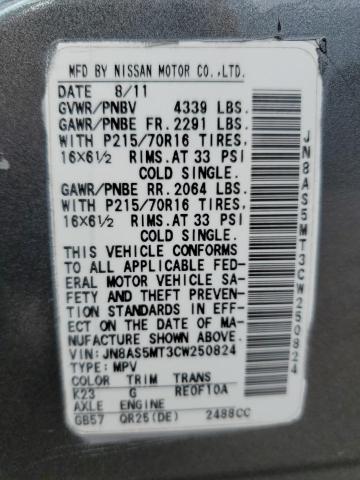 MFD BY NISSAN MOTOR CO.,LTD.
DATE 8/11
GVWR/PNBV 4339 LBS.
GAWR/PNBE FR. 2291 LBS.
WITH P215/70R16 TIRES,
16X6½ RIMS.AT 33 PSI
COLD SINGLE.
GAWR/PNBE RR. 2064 LBS.
WITH P215/70R16 TIRES,
16X6½ RIMS.AT 33 PSI
COLD SINGLE.
THIS VEHICLE CONFORMS
TO ALL APPLICABLE FED-
ERAL MOTOR VEHICLE SA-
FETY AND THEFT PREVEN-
TION STANDARDS IN EFF-
ECT ON THE DATE OF MA-
NUFACTURE SHOWN ABOVE.
VIN:JN8AS5MT3CW250824
TYPE: MPV
COLOR TRIM TRANS
K23 G RE0F10A
AXLE ENGINE
GB57 QR25(DE) 2488CC
JN8AS5MT3CW250824